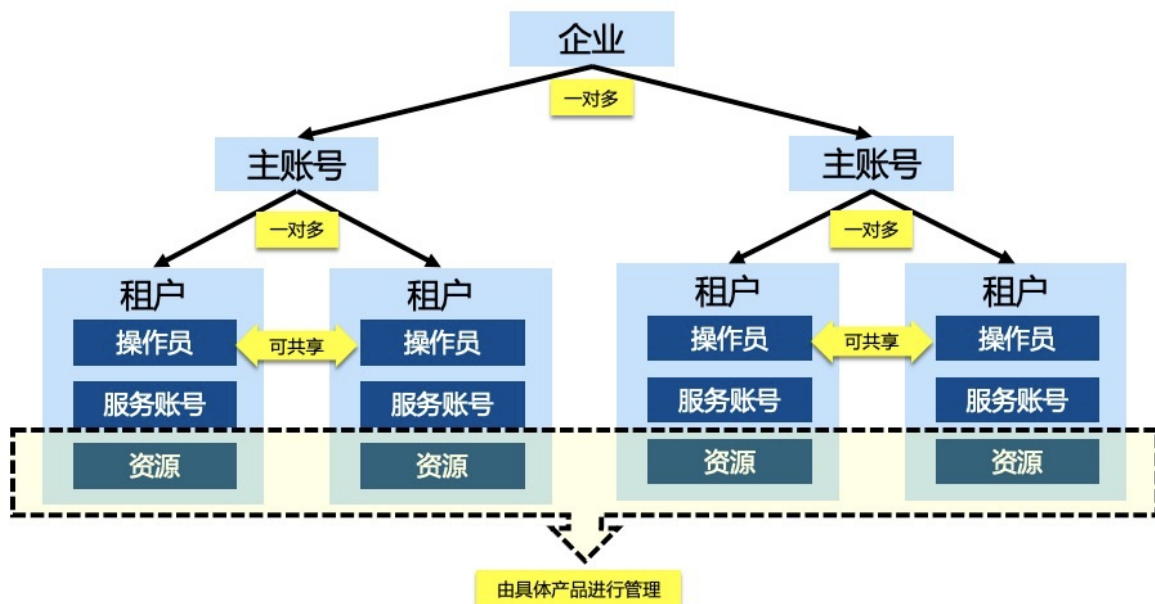 企业
一对多
主账号
主账号
一对多
一对多
租户
租户
租户
租户
操作员
可共享
操作员
操作员
可共享
操作员
服务账号
服务账号
服务账号
服务账号
资源
资源
资源
资源
由具体产品进行管理